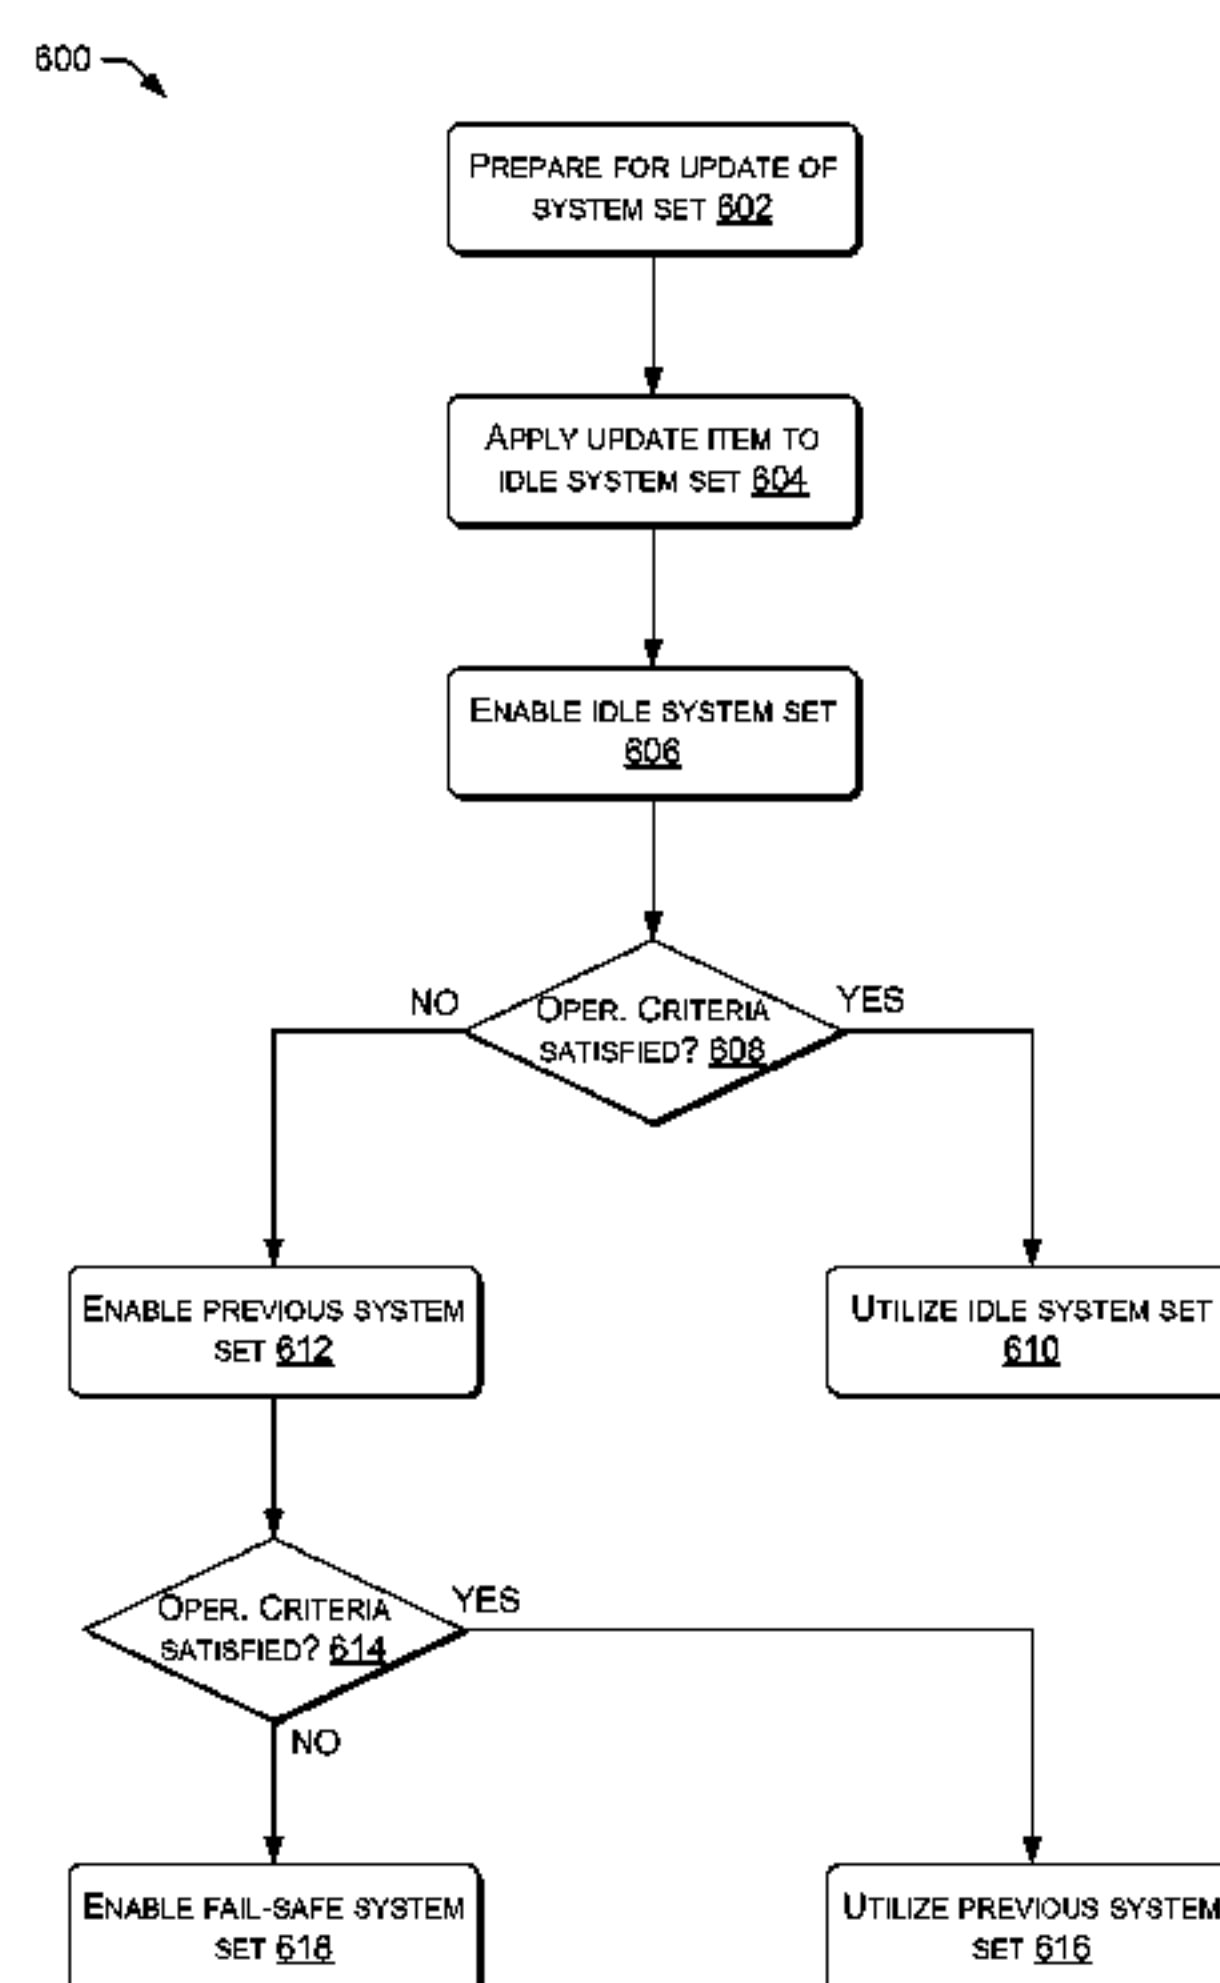 600
PREPARE FOR UPDATE OF
SYSTEM SET 602
APPLY UPDATE ITEM TO
IDLE SYSTEM SET 604
ENABLE IDLE SYSTEM SET
606
NO
YES
OPER. CRITERIA
SATISFIED? 608
ENABLE PREVIOUS SYSTEM
SET 612
UTILIZE IDLE SYSTEM SET
610
OPER. CRITERIA
SATISFIED? 614
YES
NO
ENABLE FAIL-SAFE SYSTEM
SET 618
UTILIZE PREVIOUS SYSTEM
SET 616